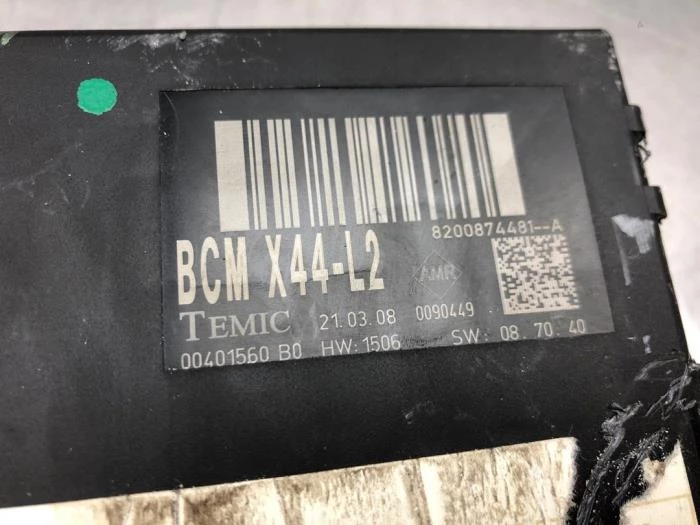 8200874481--A
BCM X44-L2
AMR
TEMIC 21.03.08 0090449
00401560 B0 HW:1506 SW: 08 70 40